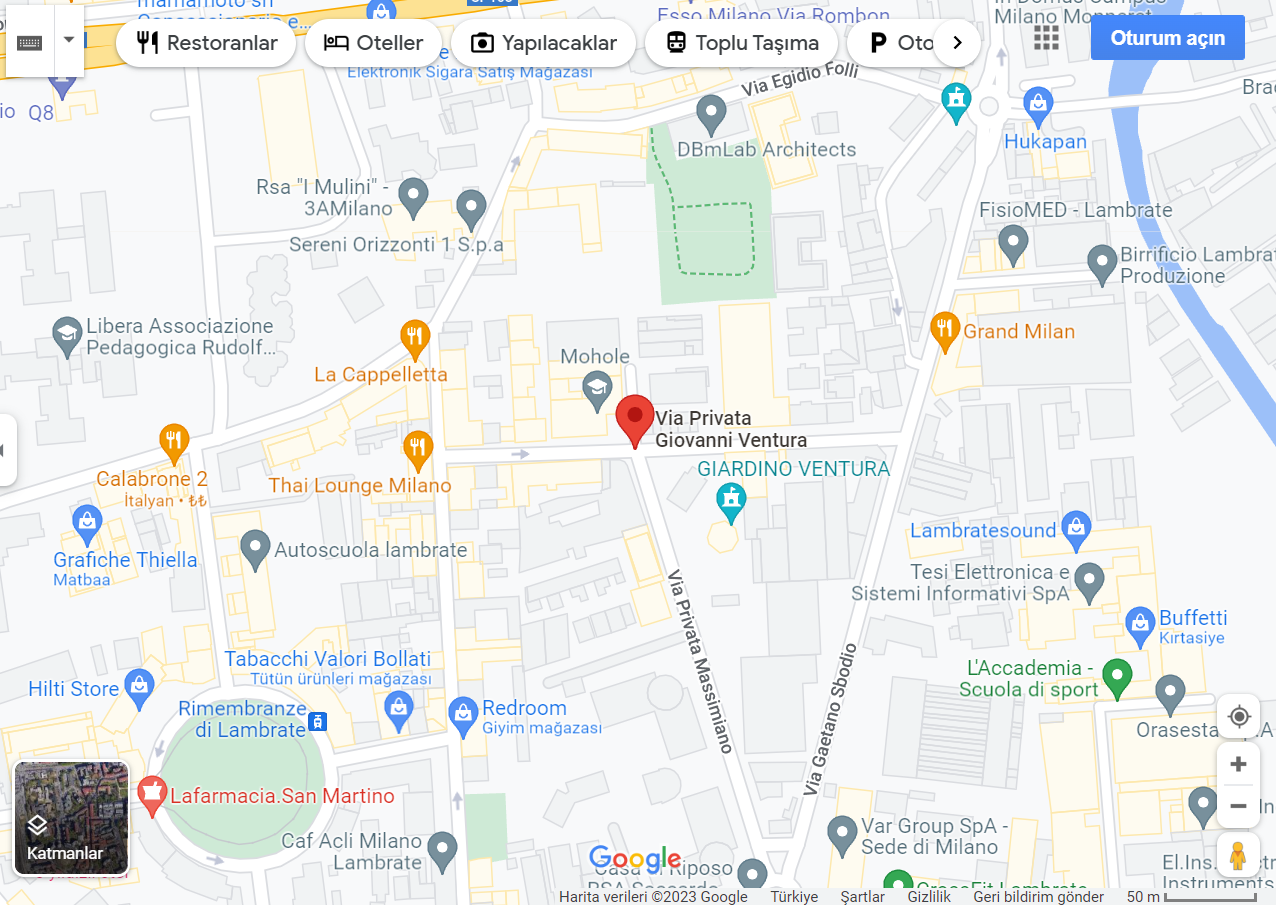 Esso Milano Via Rombon
Milano Monneret
Restoranlar
Oteller
Yapılacaklar
Toplu Taşıma
Oto
Oturum açın
Elektronik Sigara Satış Mağazası
Via Egidio Folli
Q8
Hukapan
DBmLab Architects
Rsa "I Mulini" -
3AMilano
Sereni Orizzonti 1 S.p.a
FisioMED - Lambrate
Birrificio Lambrat
Produzione
Libera Associazione
Pedagogica Rudolf...
Grand Milan
La Cappelletta
Mohole
Via Privata
Giovanni Ventura
GIARDINO VENTURA
Calabrone 2
İtalyan • ₺₺
Thai Lounge Milano
Grafiche Thiella
Matbaa
Autoscuola lambrate
Lambratesound
Tesi Elettronica e
Sistemi Informativi SpA
Via Privata Massimiano
Buffetti
Kırtasiye
Via Gaetano Sbodio
Tabacchi Valori Bollati
Tütün ürünleri mağazası
L'Accademia -
Scuola di sport
Hilti Store
Rimembranze
di Lambrate
Redroom
Giyim mağazası
Orasesta
Lafarmacia.San Martino
Katmanlar
Caf Acli Milano
Lambrate
Var Group SpA -
Sede di Milano
Google
Riposo
El.Ins.
Instruments
CrossFit Lambrate
Harita verileri ©2023 Google
Türkiye
Şartlar
Gizlilik
Geri bildirim gönder
50 m